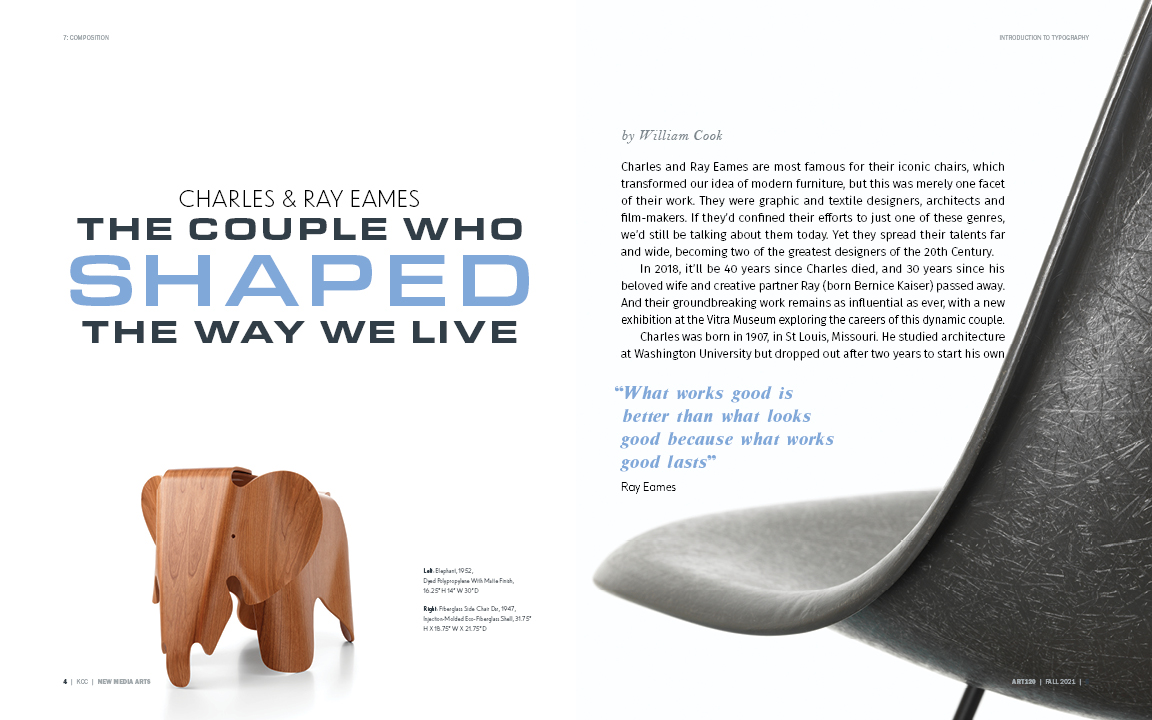 7: COMPOSITION
INTRODUCTION TO TYPOGRAPHY
CHARLES & RAY EAMES
THE COUPLE WHO
SHAPED
THE WAY WE LIVE
Left: Elephant, 1952,
Dyed Polypropylene With Matte Finish,
16.25" H 14" W 30"D
Right: Fiberglass Side Chair Dsr, 1947,
Injection-Molded Eco-Fiberglass Shell, 31.75"
H X 18.75" W X 21.75"D
4 | KCC | NEW MEDIA ARTS
by William Cook
Charles and Ray Eames are most famous for their iconic chairs, which
transformed our idea of modern furniture, but this was merely one facet
of their work. They were graphic and textile designers, architects and
film-makers. If they'd confined their efforts to just one of these genres,
we'd still be talking about them today. Yet they spread their talents far
and wide, becoming two of the greatest designers of the 20th Century.
In 2018, it'll be 40 years since Charles died, and 30 years since his
beloved wife and creative partner Ray (born Bernice Kaiser) passed away.
And their groundbreaking work remains as influential as ever, with a new
exhibition at the Vitra Museum exploring the careers of this dynamic couple.
Charles was born in 1907, in St Louis, Missouri. He studied architecture
at Washington University but dropped out after two years to start his own
“What works good is
better than what looks
good because what works
good lasts”
Ray Eames
ART120 | FALL 2021 |